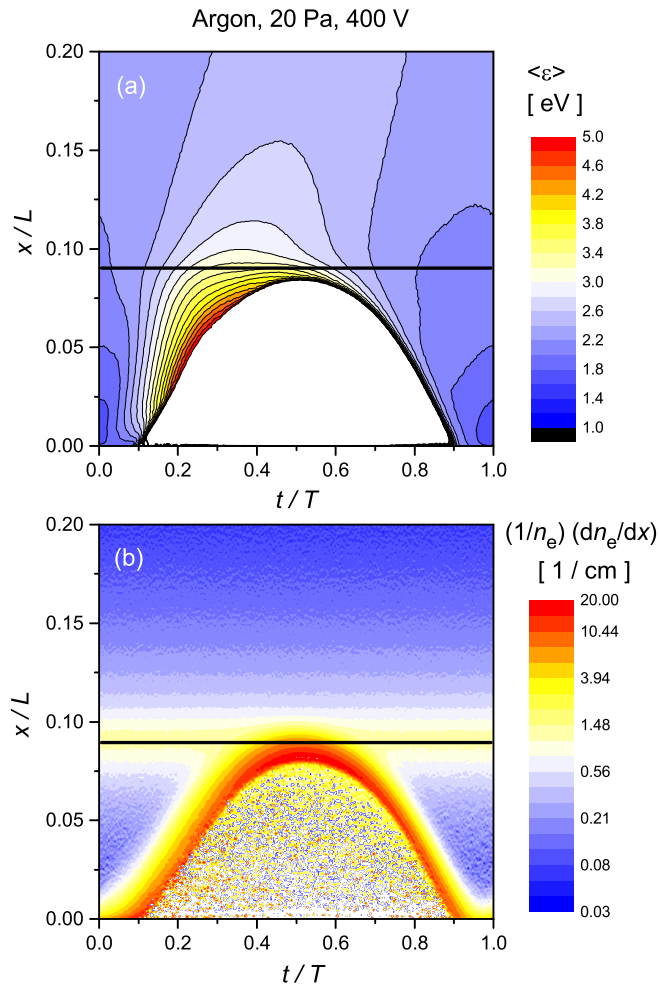 Argon, 20 Pa, 400 V
(a)
<ε>
[ eV ]
5.0
4.6
4.2
3.8
3.4
3.0
2.6
2.2
1.8
1.4
1.0
0.20
0.15
0.10
0.05
0.00
x / L
0.0 0.2 0.4 0.6 0.8 1.0
t / T
(b)
(1/nₑ) (dnₑ/dx)
[ 1 / cm ]
20.00
10.44
3.94
1.48
0.56
0.21
0.08
0.03
0.20
0.15
0.10
0.05
0.00
x / L
0.0 0.2 0.4 0.6 0.8 1.0
t / T